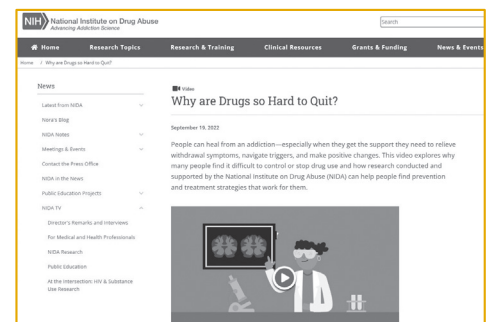 NIH National Institute on Drug Abuse
Advancing Addiction Science
Search
Home Research Topics Research & Training Clinical Resources Grants & Funding News & Events
Home / Why are Drugs so Hard to Quit?
News
Latest from NIDA
Nora's Blog
NIDA Notes
Meetings & Events
Contact the Press Office
NIDA in the News
Public Education Projects
NIDA TV
Director's Remarks and Interviews
For Medical and Health Professionals
NIDA Research
Public Education
At the Intersection: HIV & Substance
Use Research
Video
Why are Drugs so Hard to Quit?
September 19, 2022
People can heal from an addiction—especially when they get the support they need to relieve
withdrawal symptoms, navigate triggers, and make positive changes. This video explores why
many people find it difficult to control or stop drug use and how research conducted and
supported by the National Institute on Drug Abuse (NIDA) can help people find prevention
and treatment strategies that work for them.